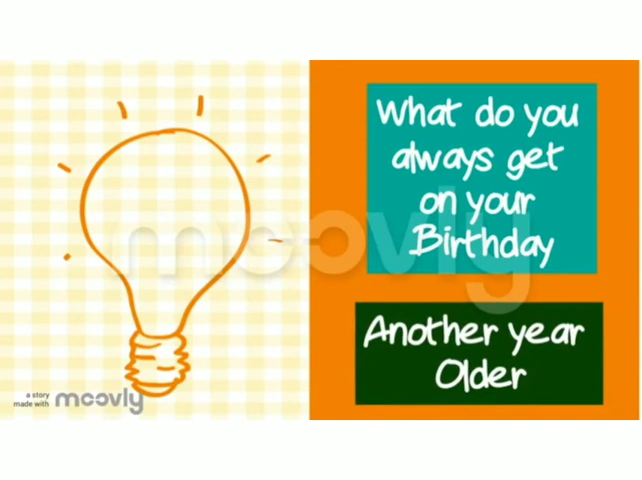 What do you
always get
on your
Birthday
moovly
Another year
Older
a story
made with moovly